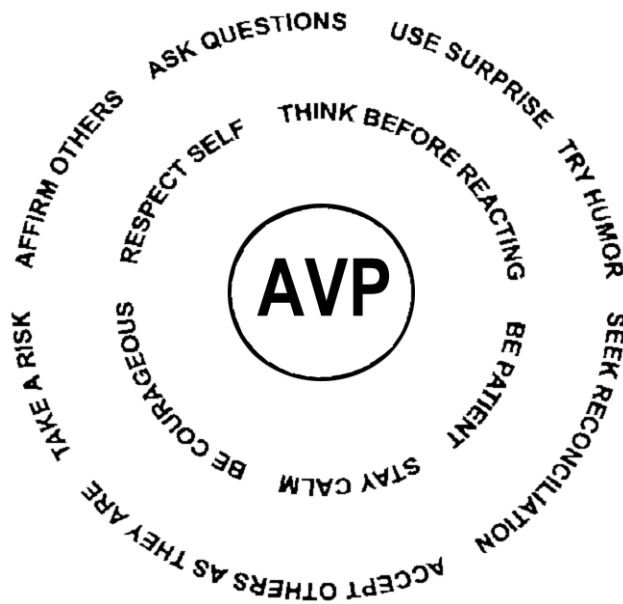 ASK QUESTIONS
USE SURPRISE
TRY HUMOR
SEEK RECONCILIATION
ACCEPT OTHERS AS THEY ARE
TAKE A RISK
AFFIRM OTHERS
THINK BEFORE REACTING
BE PATIENT
STAY CALM
BE COURAGEOUS
RESPECT SELF
AVP